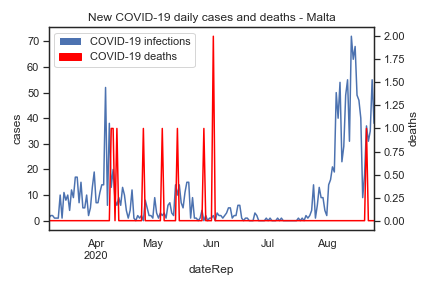 New COVID-19 daily cases and deaths - Malta
COVID-19 infections
COVID-19 deaths
70
60
50
40
30
20
10
0
cases
2.00
1.75
1.50
1.25
1.00
0.75
0.50
0.25
0.00
deaths
Apr May Jun Jul Aug
2020
dateRep